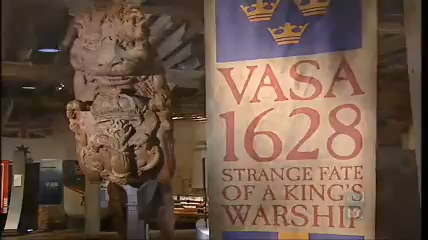 VASA
1628
STRANGE FATE
OF A KING'S
WARSHIP